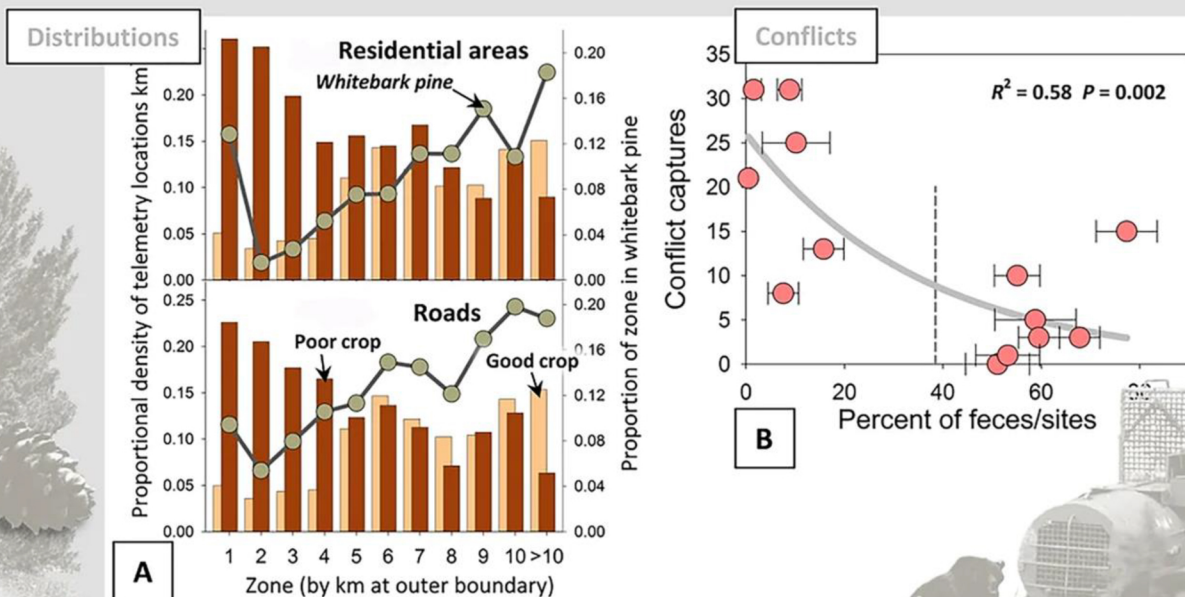 Distributions
Residential areas
Whitebark pine
Proportional density of telemetry locations km
0.20
0.15
0.10
0.05
0.00
0.20
0.16
0.12
0.08
0.04
0.00
Proportion of zone in whitebark pine
Roads
Poor crop
Good crop
0.25
0.20
0.15
0.10
0.05
0.00
0.20
0.16
0.12
0.08
0.04
0.00
1 2 3 4 5 6 7 8 9 10 >10
Zone (by km at outer boundary)
A
Conflicts
R² = 0.58 P = 0.002
Conflict captures
35
30
25
20
15
10
5
0
0 20 40 60 80
Percent of feces/sites
B